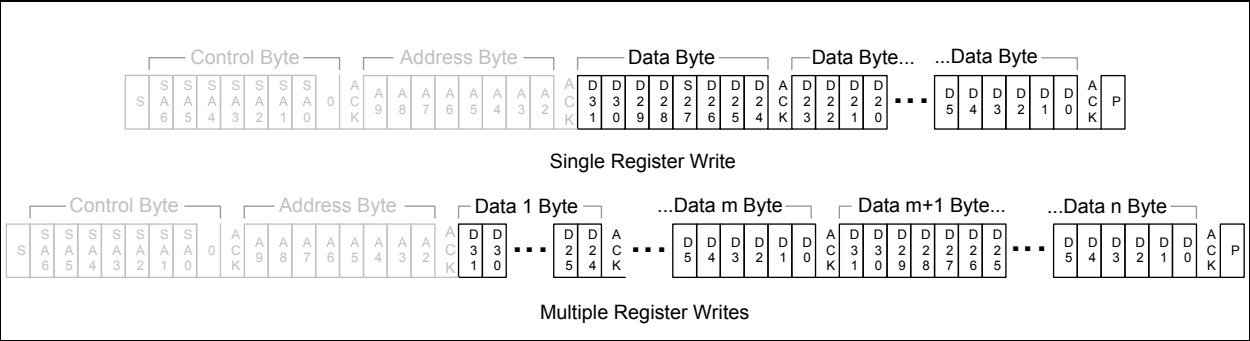 Control Byte Address Byte Data Byte Data Byte... ...Data Byte
S SA6 SA5 SA4 SA3 SA2 SA1 SA0 0 ACK A9 A8 A7 A6 A5 A4 A3 A2 ACK D31 D30 D29 D28 S27 D26 D25 D24 ACK D23 D22 D21 D20 ... D5 D4 D3 D2 D1 D0 ACK P
Single Register Write
Control Byte Address Byte Data 1 Byte ...Data m Byte Data m+1 Byte... ...Data n Byte
S SA6 SA5 SA4 SA3 SA2 SA1 SA0 0 ACK A9 A8 A7 A6 A5 A4 A3 A2 ACK D31 D30 ... D25 D24 ACK ... D5 D4 D3 D2 D1 D0 ACK D31 D30 D29 D28 D27 D26 D25 ... D5 D4 D3 D2 D1 D0 ACK P
Multiple Register Writes